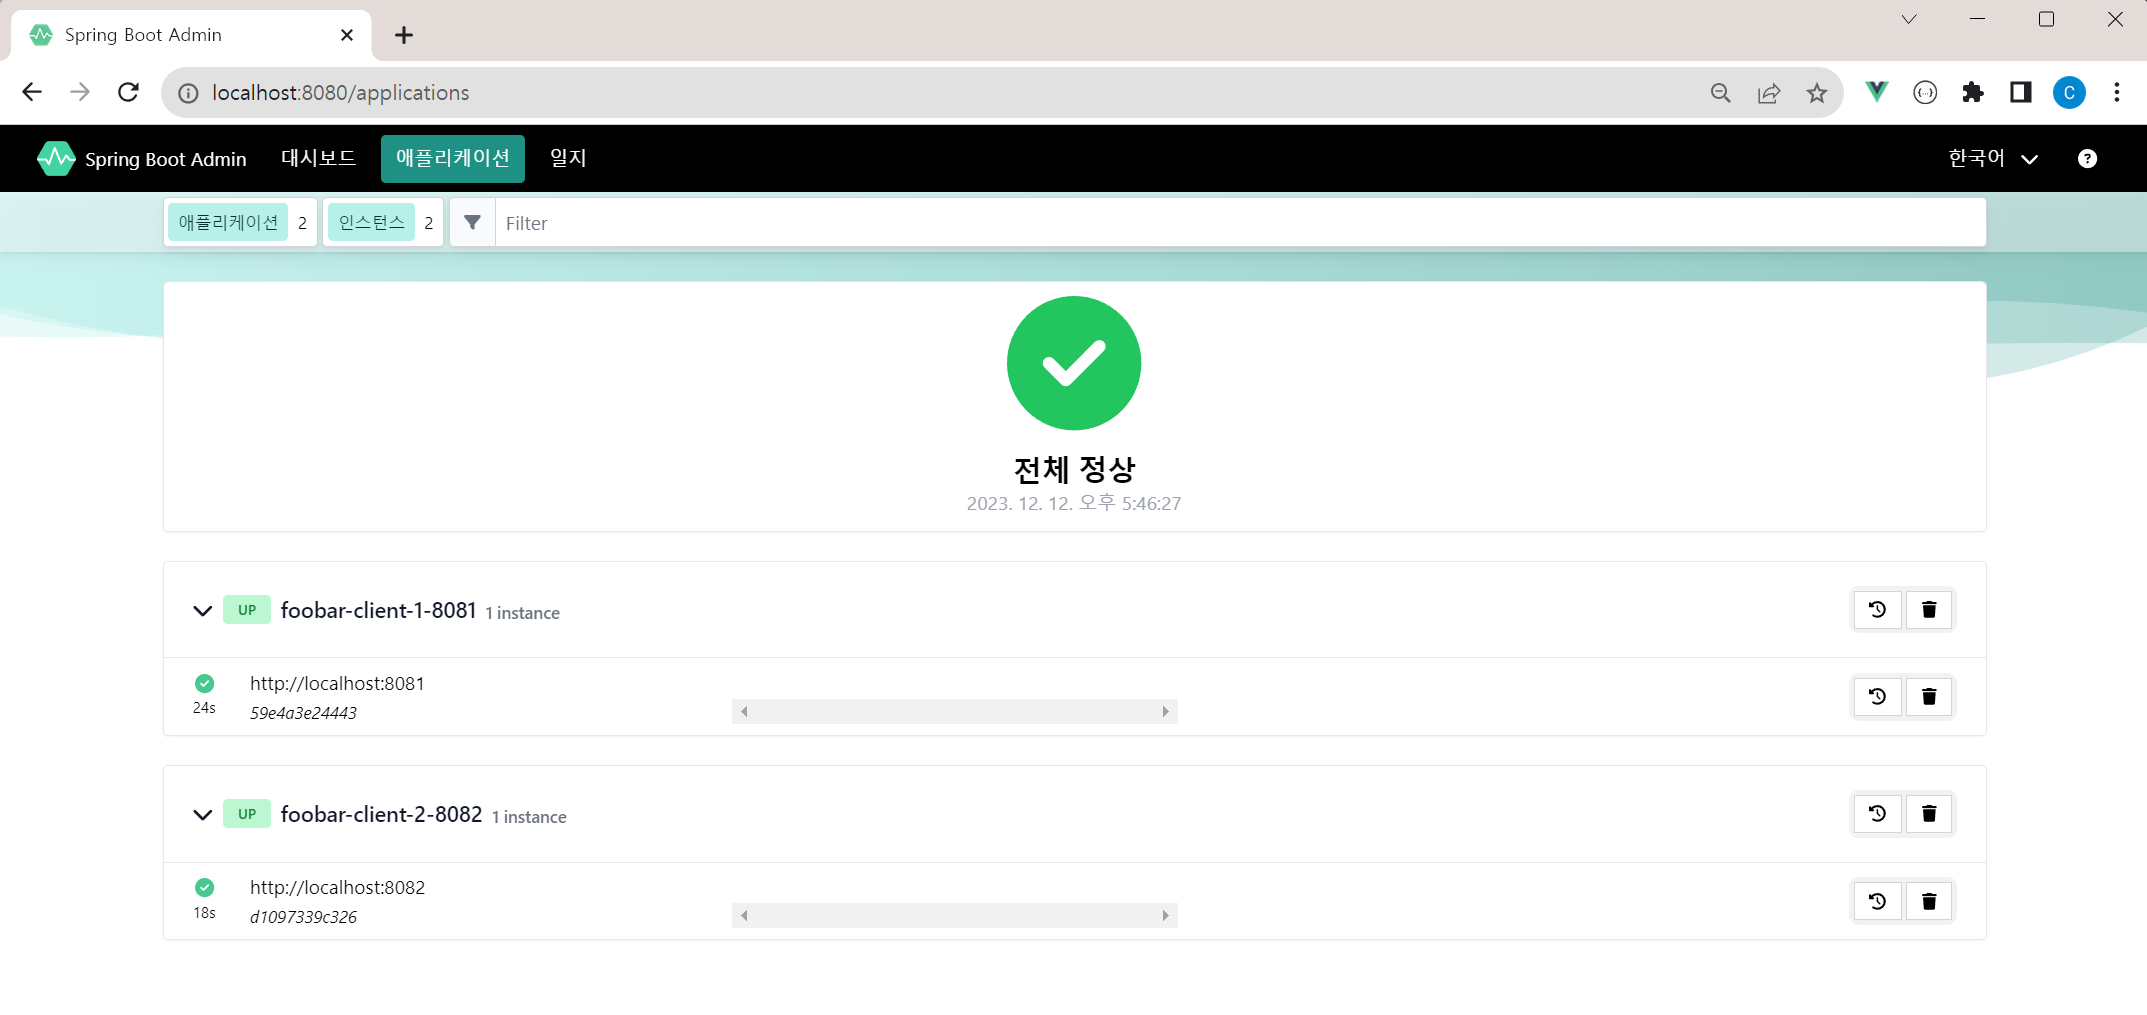 Spring Boot Admin
localhost:8080/applications
C
Spring Boot Admin 대시보드 애플리케이션 일지 한국어 ?
애플리케이션 2 인스턴스 2 Filter
전체 정상
2023. 12. 12. 오후 5:46:27
UP foobar-client-1-8081 1 instance
http://localhost:8081
24s
59e4a3e24443
UP foobar-client-2-8082 1 instance
http://localhost:8082
18s
d1097339c326